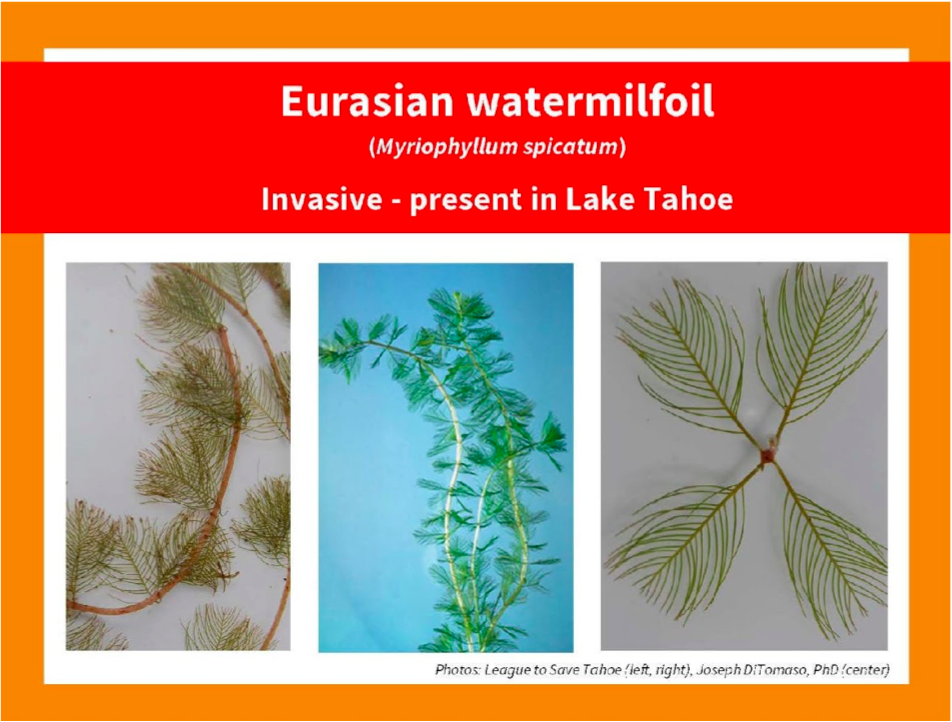 Eurasian watermilfoil
(Myriophyllum spicatum)
Invasive - present in Lake Tahoe
Photos: League to Save Tahoe (left, right), Joseph DiTomaso, PhD (center)